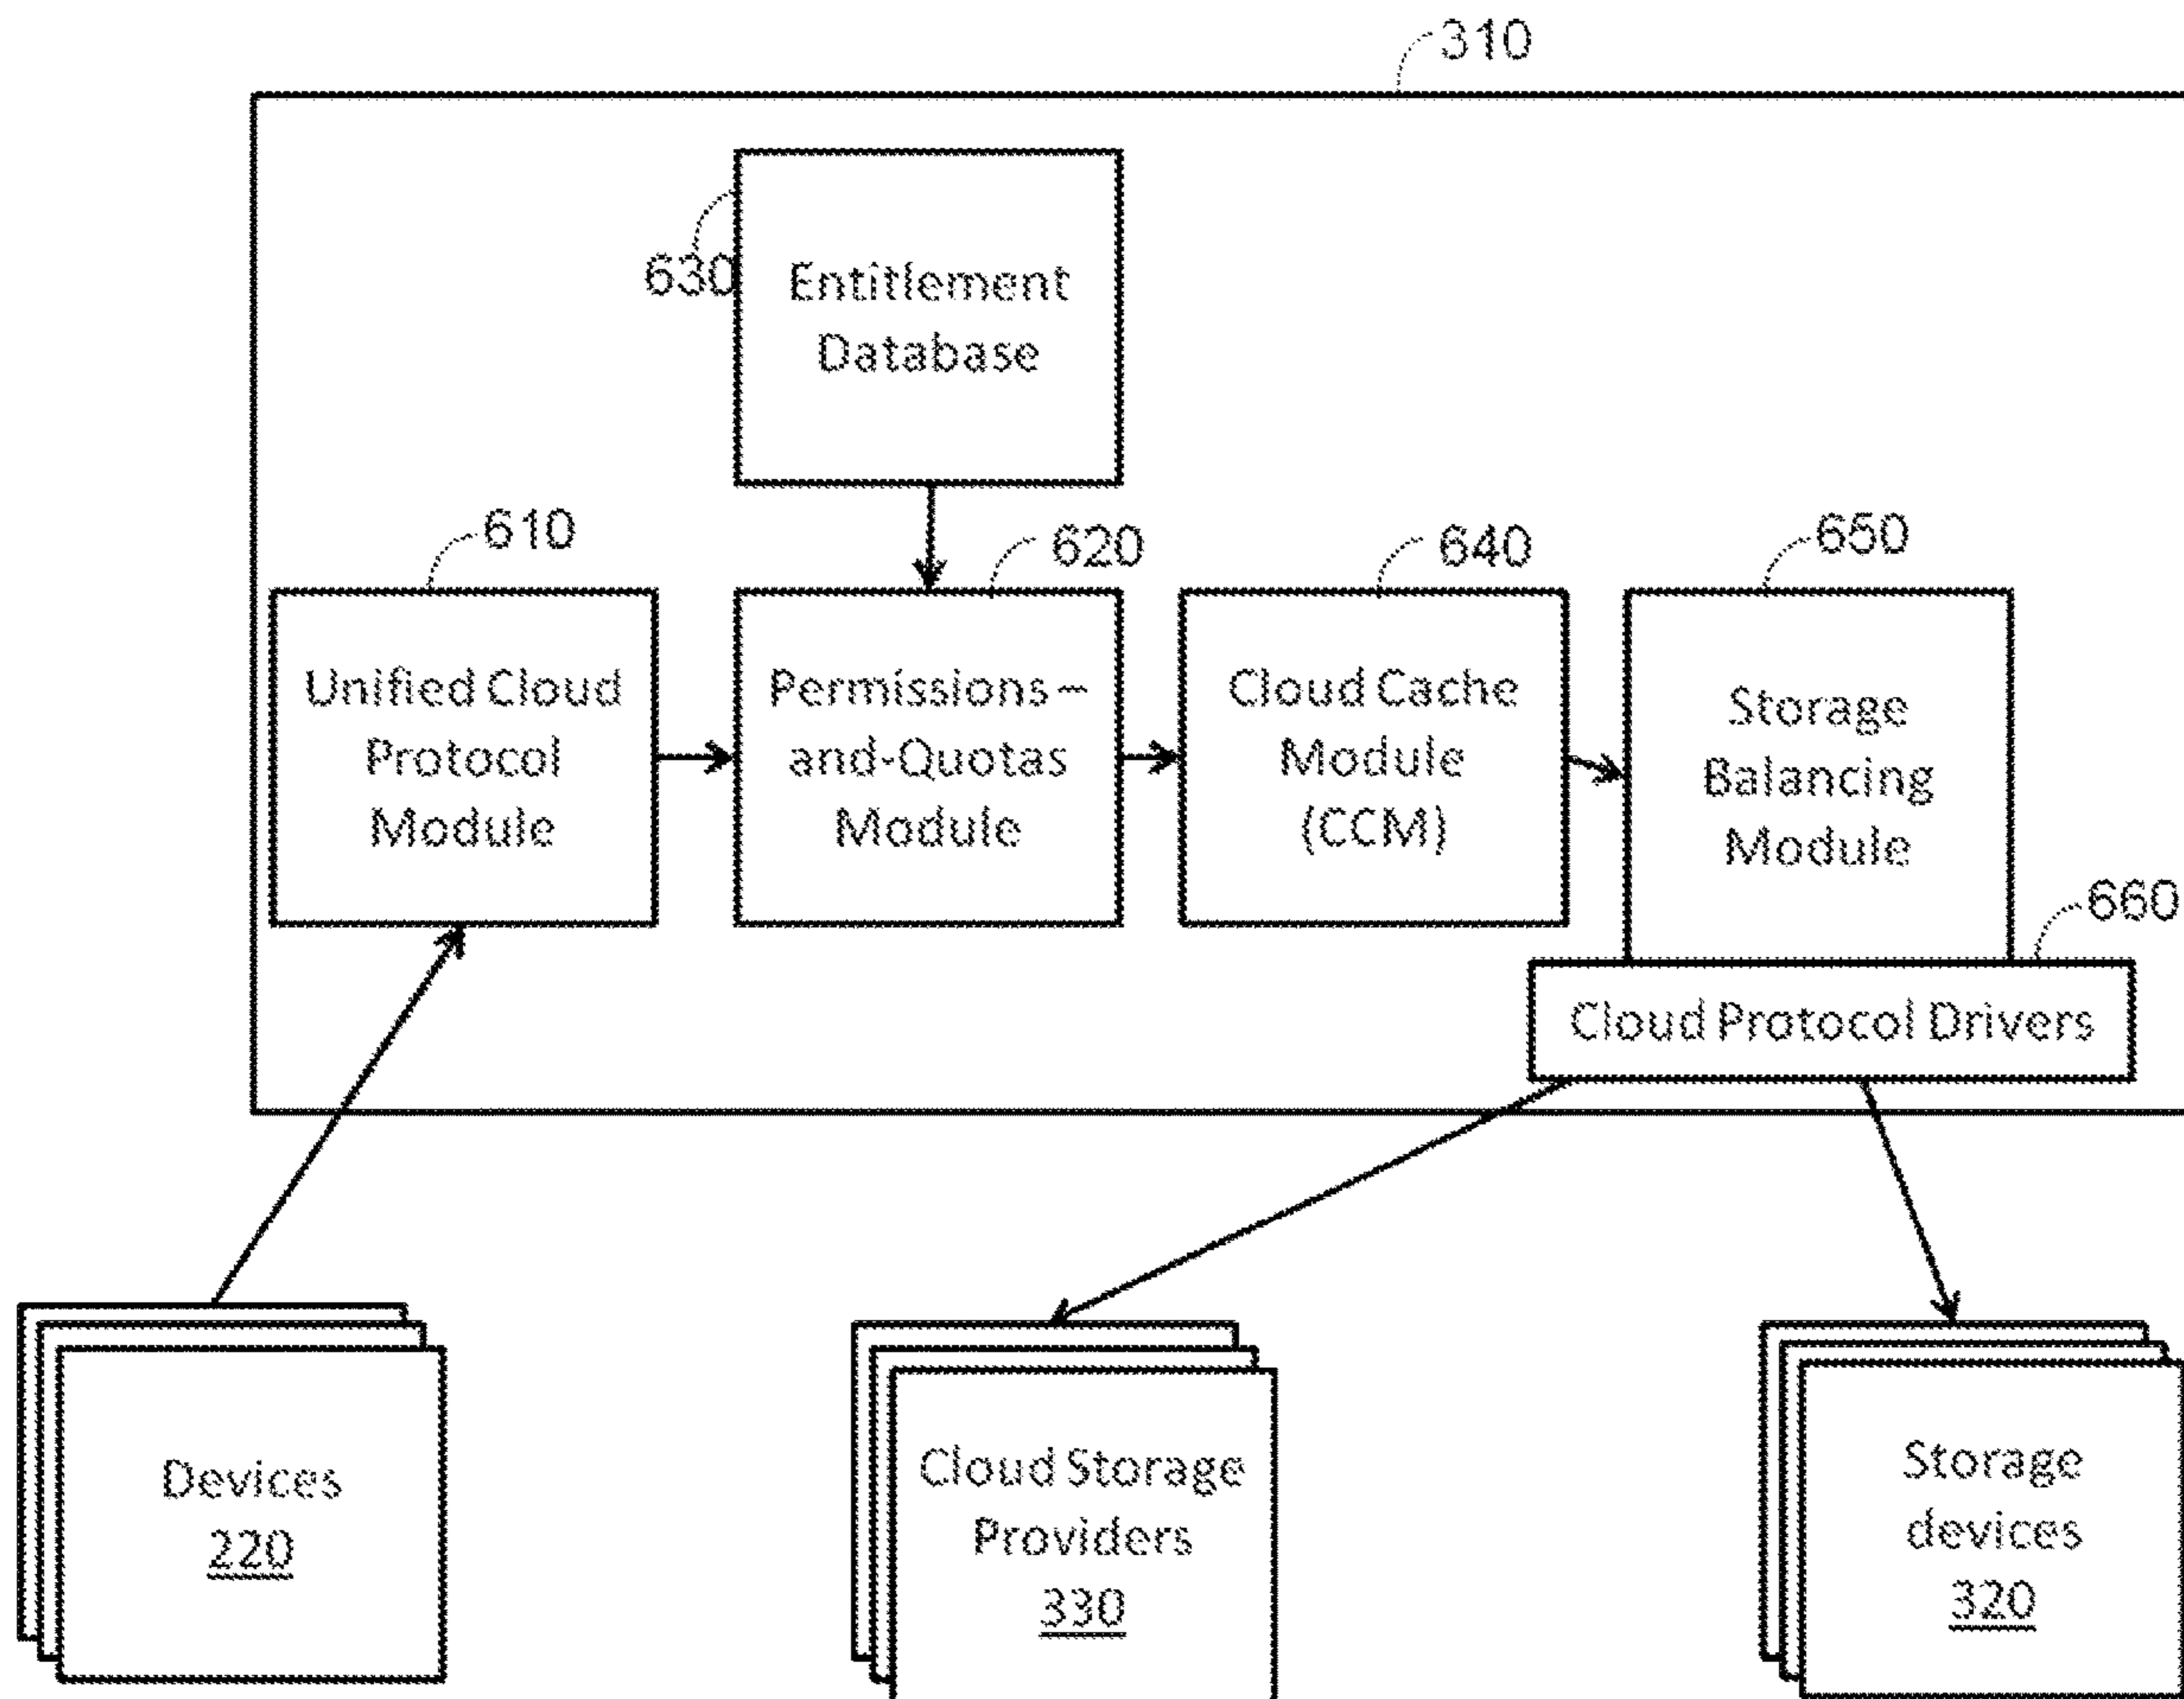 310
630
Entitlement
Database
610
620
640
650
Unified Cloud
Protocol
Module
Permissions –
and-Quotas
Module
Cloud Cache
Module
(CCM)
Storage
Balancing
Module
660
Cloud Protocol Drivers
Devices
220
Cloud Storage
Providers
330
Storage
devices
320